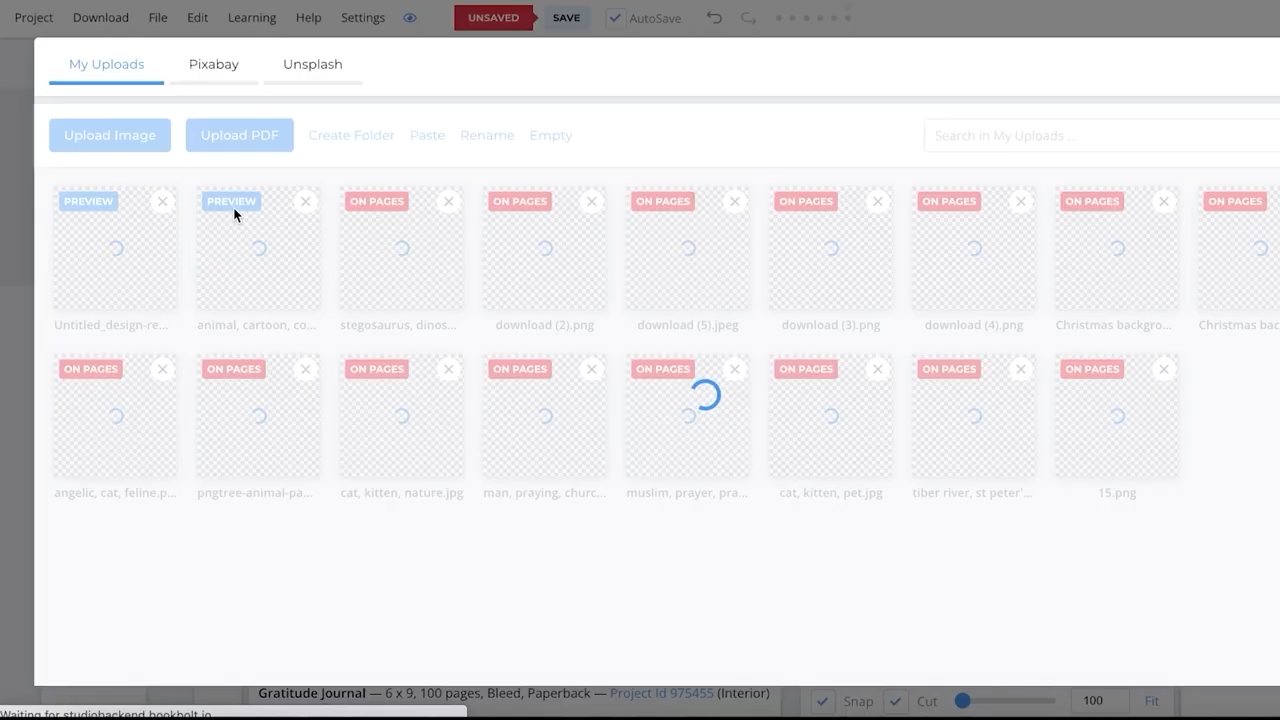 Project Download File Edit Learning Help Settings UNSAVED SAVE AutoSave
My Uploads Pixabay Unsplash
Upload Image Upload PDF Create Folder Paste Rename Empty Search in My Uploads ...
PREVIEW PREVIEW ON PAGES ON PAGES ON PAGES ON PAGES ON PAGES ON PAGES ON PAGES
Untitled_design-re... animal, cartoon, co... stegosaurus, dinos... download (2).png download (5).jpeg download (3).png download (4).png Christmas backgro... Christmas bac
ON PAGES ON PAGES ON PAGES ON PAGES ON PAGES ON PAGES ON PAGES ON PAGES
angelic, cat, feline.p... pngtree-animal-pa... cat, kitten, nature.jpg man, praying, churc... muslim, prayer, pra... cat, kitten, pet.jpg tiber river, st peter'... 15.png
Gratitude Journal — 6 x 9, 100 pages, Bleed, Paperback — Project Id 975455 (Interior) Snap Cut 100 Fit
Waiting for studiobackend.bookbolt.io